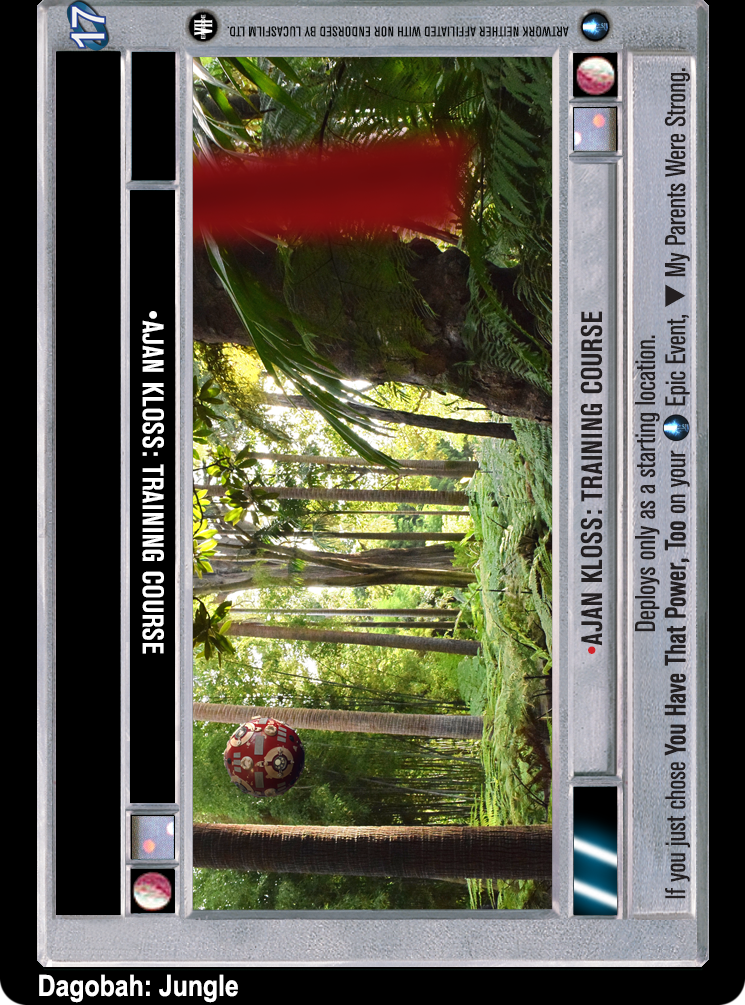 17
ARTWORK NEITHER AFFILIATED WITH NOR ENDORSED BY LUCASFILM LTD.
•AJAN KLOSS: TRAINING COURSE
•AJAN KLOSS: TRAINING COURSE
Deploys only as a starting location.
If you just chose You Have That Power, Too on your Epic Event, ▼ My Parents Were Strong.
Dagobah: Jungle